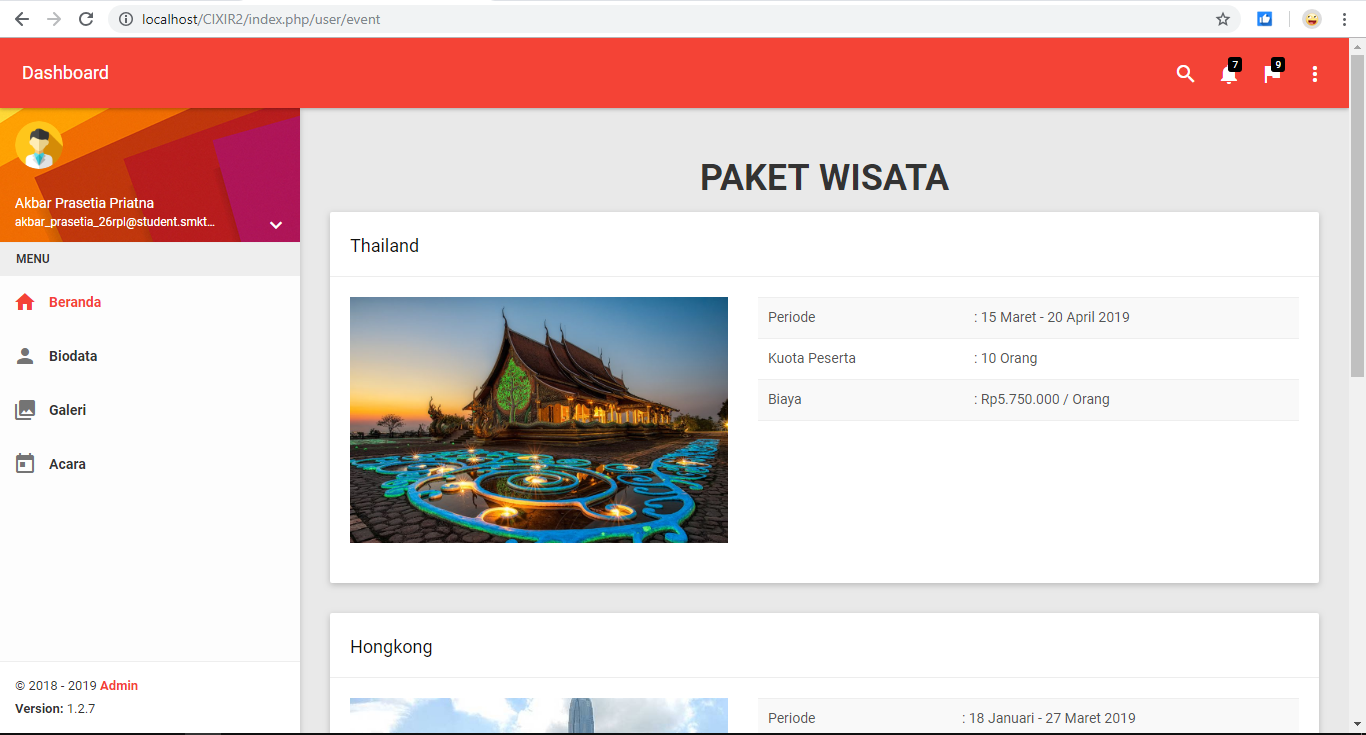 localhost/CIXIR2/index.php/user/event
Dashboard
7
9
Akbar Prasetia Priatna
akbar_prasetia_26rpl@student.smkt...
MENU
Beranda
Biodata
Galeri
Acara
© 2018 - 2019 Admin
Version: 1.2.7
PAKET WISATA
Thailand
Periode : 15 Maret - 20 April 2019
Kuota Peserta : 10 Orang
Biaya : Rp5.750.000 / Orang
Hongkong
Periode : 18 Januari - 27 Maret 2019